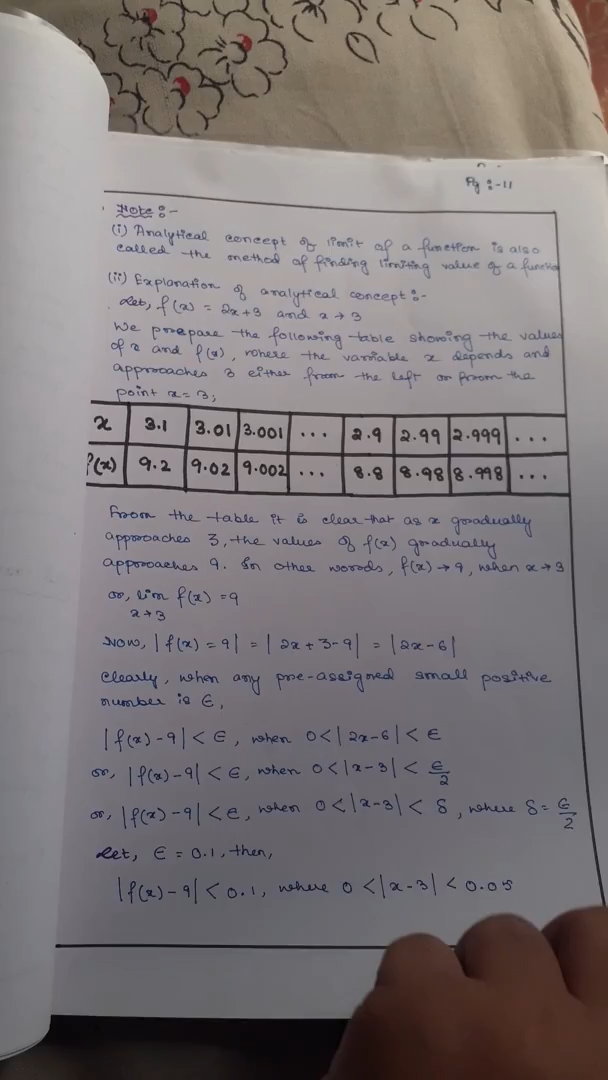 Pg :- 11
Note :-
(i) Analytical concept of limit of a function is also
called the method of finding limiting value of a function
(ii) Explanation of analytical concept :-
Let, f(x) = 2x+3 and x → 3
We prepare the following table showing the values
of x and f(x), where the variable x depends and
approaches 3 either from the left or from the
point x = 3;
x 3.1 3.01 3.001 ... 2.9 2.99 2.999 ...
f(x) 9.2 9.02 9.002 ... 8.8 8.98 8.998 ...
From the table it is clear that as x gradually
approaches 3, the values of f(x) gradually
approaches 9. In other words, f(x) → 9, when x → 3
or, lim f(x) = 9
x→3
Now, |f(x) = 9| = |2x+3-9| = |2x-6|
Clearly, when any pre-assigned small positive
number is ∈,
|f(x)-9| < ∈, when 0<|2x-6| < ∈
or, |f(x)-9| < ∈, when 0<|x-3| < ∈/2
or, |f(x)-9| < ∈, when 0<|x-3| < δ, where δ = ∈/2
Let, ∈ = 0.1, then,
|f(x)-9| < 0.1, where 0 <|x-3| < 0.05